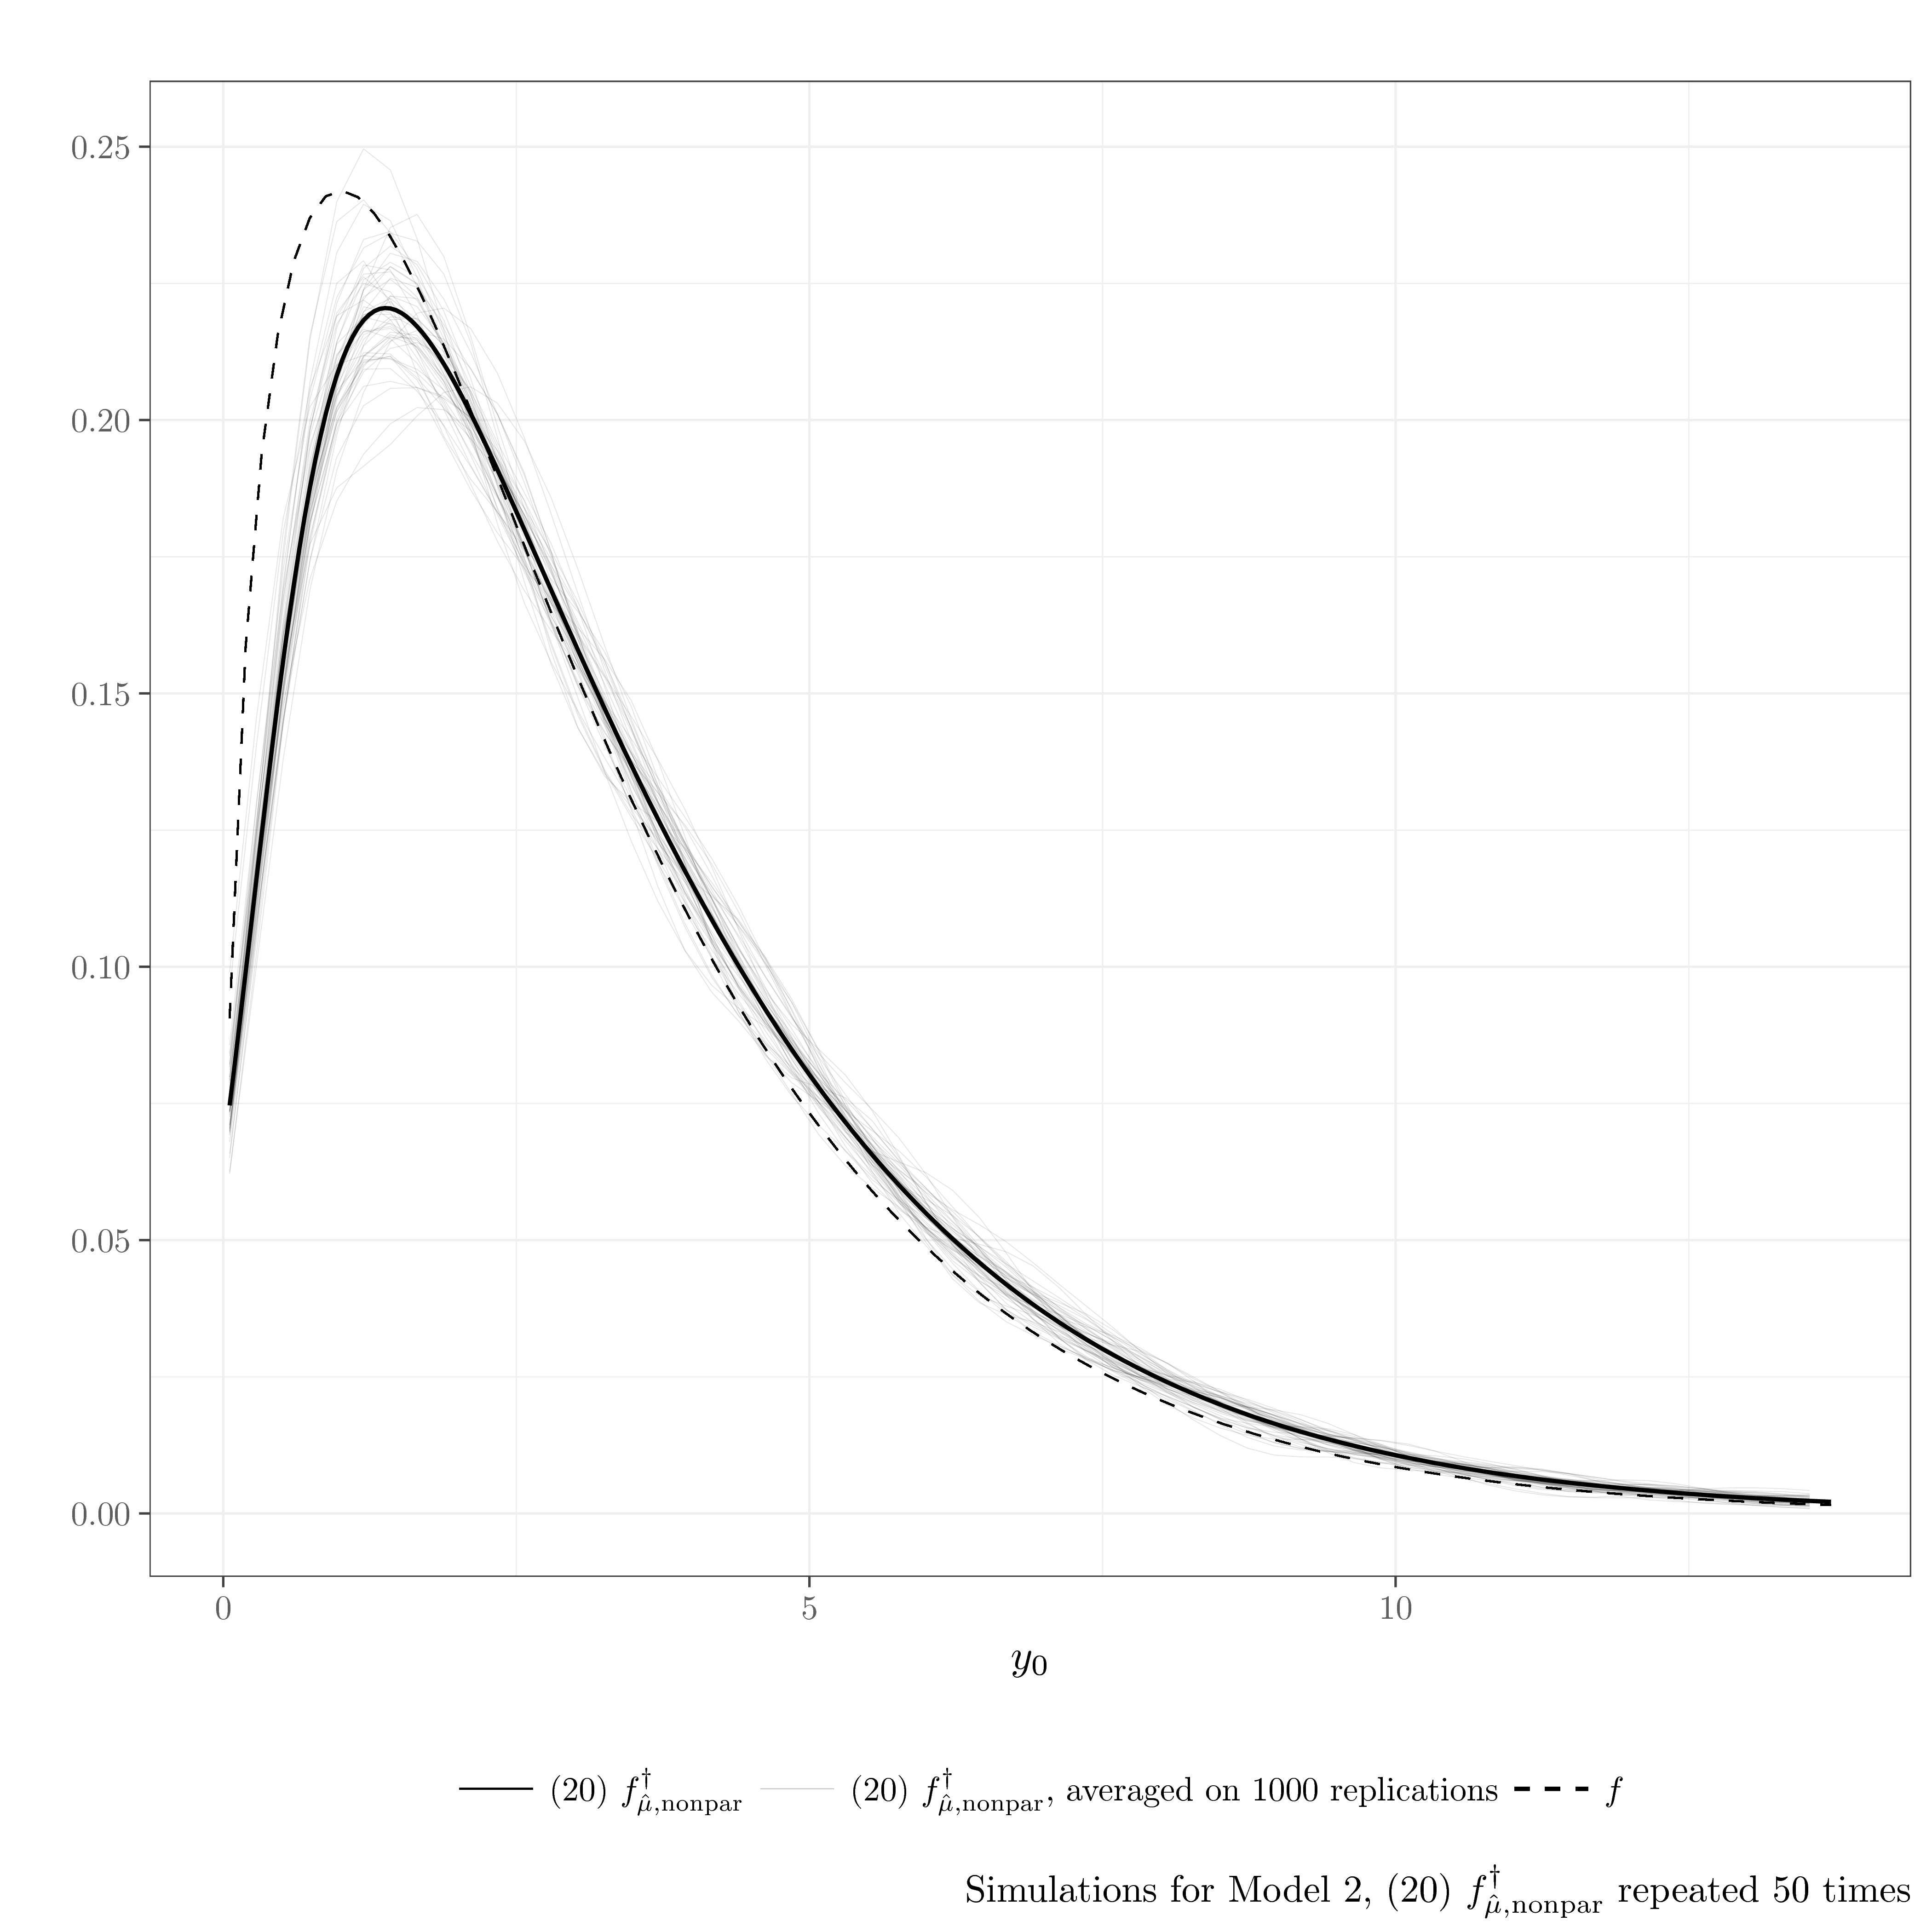 0.25
0.20
0.15
0.10
0.05
0.00
0 5 10
y₀
(20) f†μ̂,nonpar (20) f†μ̂,nonpar, averaged on 1000 replications f
Simulations for Model 2, (20) f†μ̂,nonpar repeated 50 times